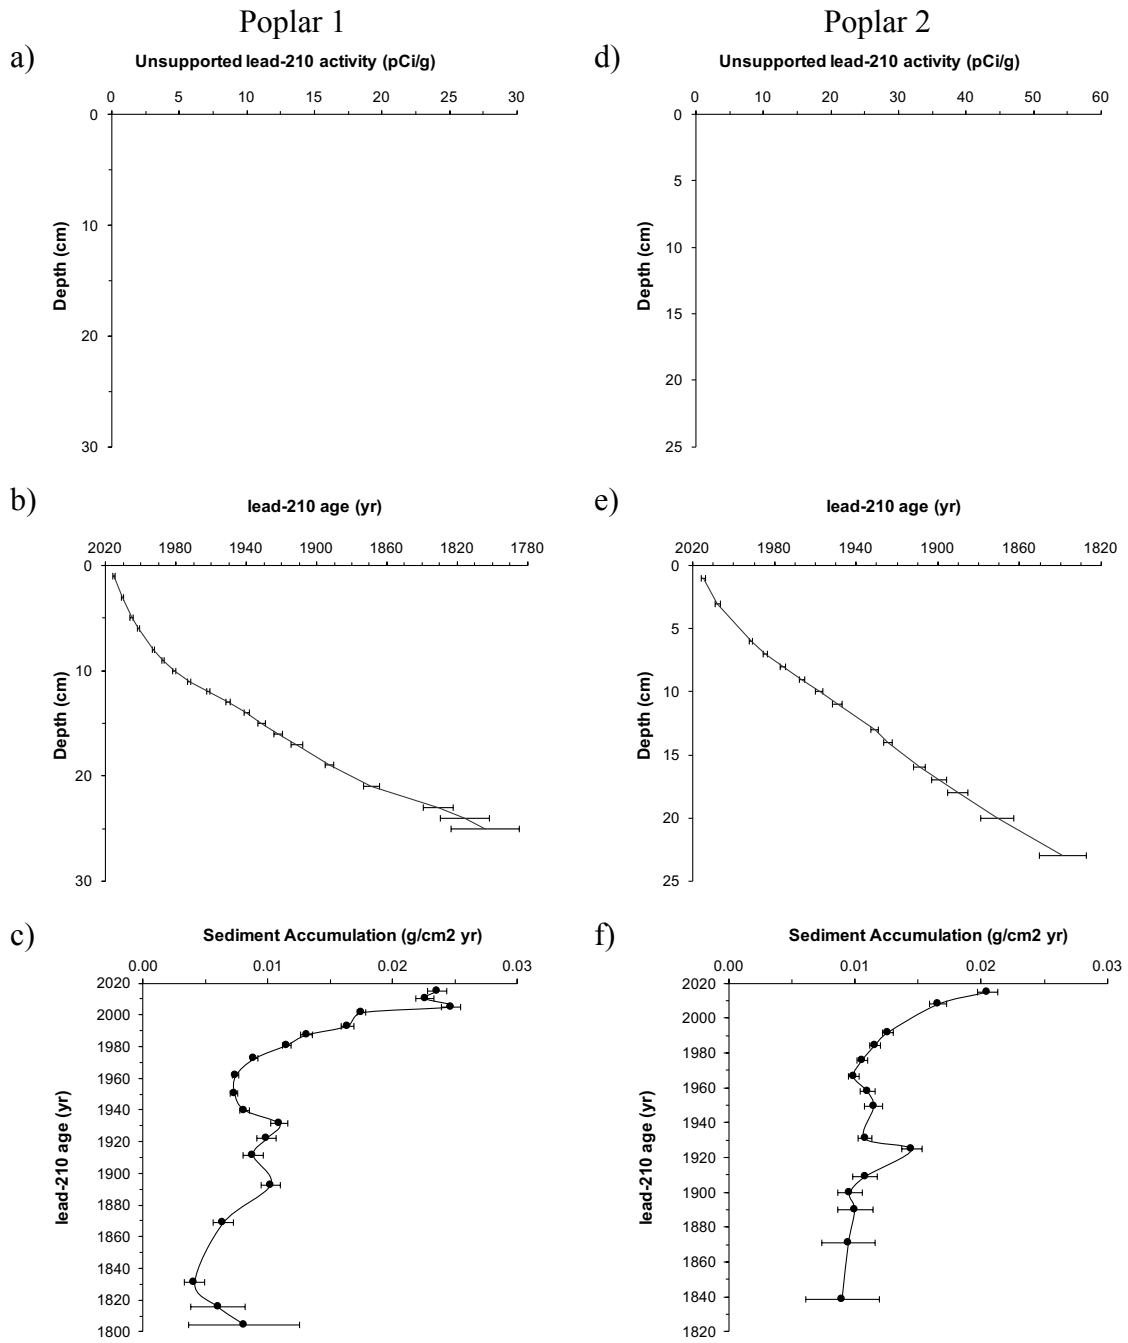 Poplar 1
Poplar 2
a)
Unsupported lead-210 activity (pCi/g)
0 5 10 15 20 25 30
0
10
20
30
Depth (cm)
d)
Unsupported lead-210 activity (pCi/g)
0 10 20 30 40 50 60
0
5
10
15
20
25
Depth (cm)
b)
lead-210 age (yr)
2020 1980 1940 1900 1860 1820 1780
0
10
20
30
Depth (cm)
e)
lead-210 age (yr)
2020 1980 1940 1900 1860 1820
0
5
10
15
20
25
Depth (cm)
c)
Sediment Accumulation (g/cm2 yr)
0.00 0.01 0.02 0.03
2020
2000
1980
1960
1940
1920
1900
1880
1860
1840
1820
1800
lead-210 age (yr)
f)
Sediment Accumulation (g/cm2 yr)
0.00 0.01 0.02 0.03
2020
2000
1980
1960
1940
1920
1900
1880
1860
1840
1820
lead-210 age (yr)